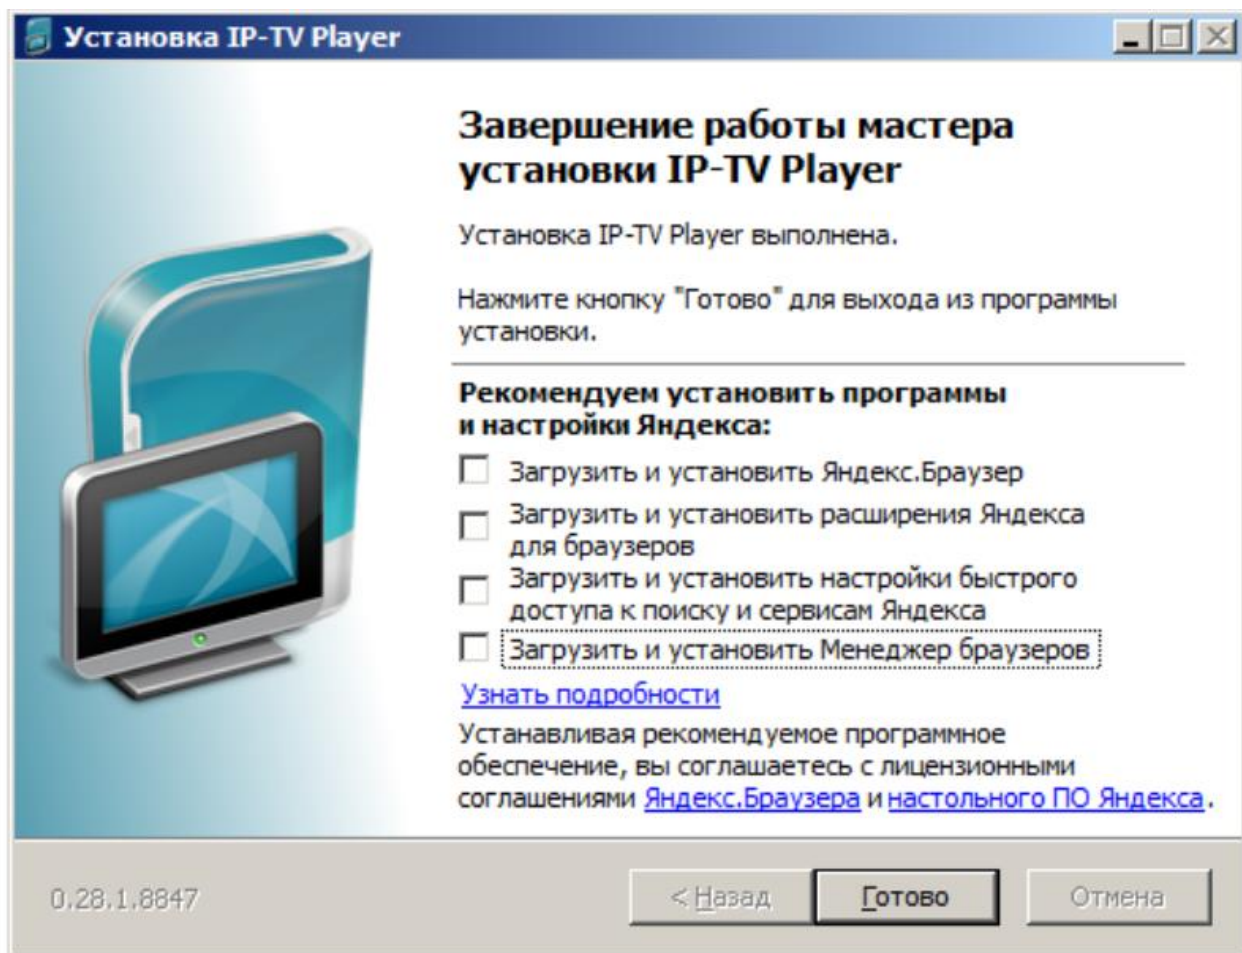 Установка IP-TV Player
Завершение работы мастера
установки IP-TV Player
Установка IP-TV Player выполнена.
Нажмите кнопку "Готово" для выхода из программы
установки.
Рекомендуем установить программы
и настройки Яндекса:
Загрузить и установить Яндекс.Браузер
Загрузить и установить расширения Яндекса
для браузеров
Загрузить и установить настройки быстрого
доступа к поиску и сервисам Яндекса
Загрузить и установить Менеджер браузеров
Узнать подробности
Устанавливая рекомендуемое программное
обеспечение, вы соглашаетесь с лицензионными
соглашениями Яндекс.Браузера и настольного ПО Яндекса.
0.28.1.8847 < Назад Готово Отмена